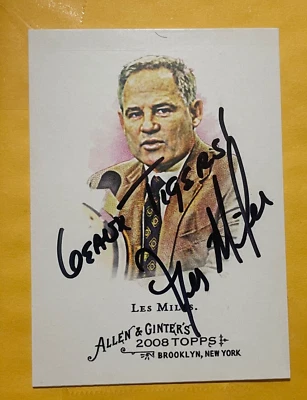 GEAUX TIGERS!
Les Miles
LES MILES.
ALLEN & GINTER'S
2008 TOPPS
BROOKLYN, NEW YORK